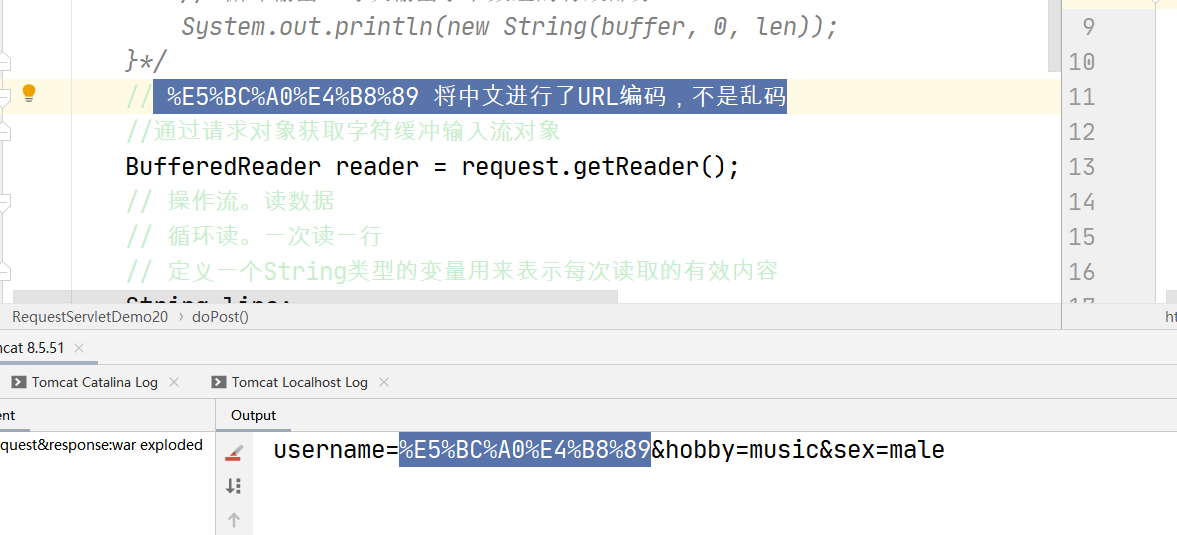 System.out.println(new String(buffer, 0, len));
}*/
// %E5%BC%A0%E4%B8%89 将中文进行了URL编码，不是乱码
//通过请求对象获取字符缓冲输入流对象
BufferedReader reader = request.getReader();
// 操作流。读数据
// 循环读。一次读一行
// 定义一个String类型的变量用来表示每次读取的有效内容
String line;
9
10
11
12
13
14
15
16
17
RequestServletDemo20 › doPost()
ht
mcat 8.5.51
Tomcat Catalina Log
Tomcat Localhost Log
ent
Output
quest&response:war exploded
username=%E5%BC%A0%E4%B8%89&hobby=music&sex=male